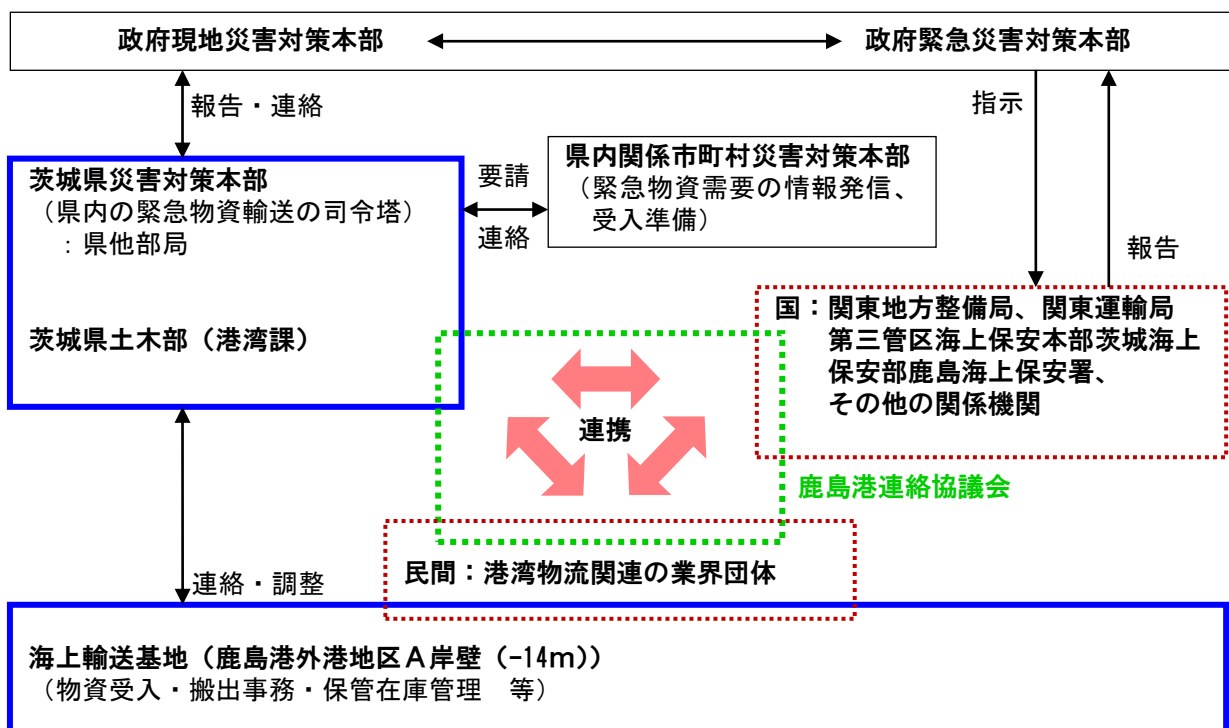 政府現地災害対策本部
政府緊急災害対策本部
報告・連絡
指示
茨城県災害対策本部
（県内の緊急物資輸送の司令塔）
：県他部局
要請
連絡
県内関係市町村災害対策本部
（緊急物資需要の情報発信、
受入準備）
報告
茨城県土木部（港湾課）
国：関東地方整備局、関東運輸局
第三管区海上保安本部茨城海上
保安部鹿島海上保安署、
その他の関係機関
連携
鹿島港連絡協議会
民間：港湾物流関連の業界団体
連絡・調整
海上輸送基地（鹿島港外港地区Ａ岸壁（-14m））
（物資受入・搬出事務・保管在庫管理　等）